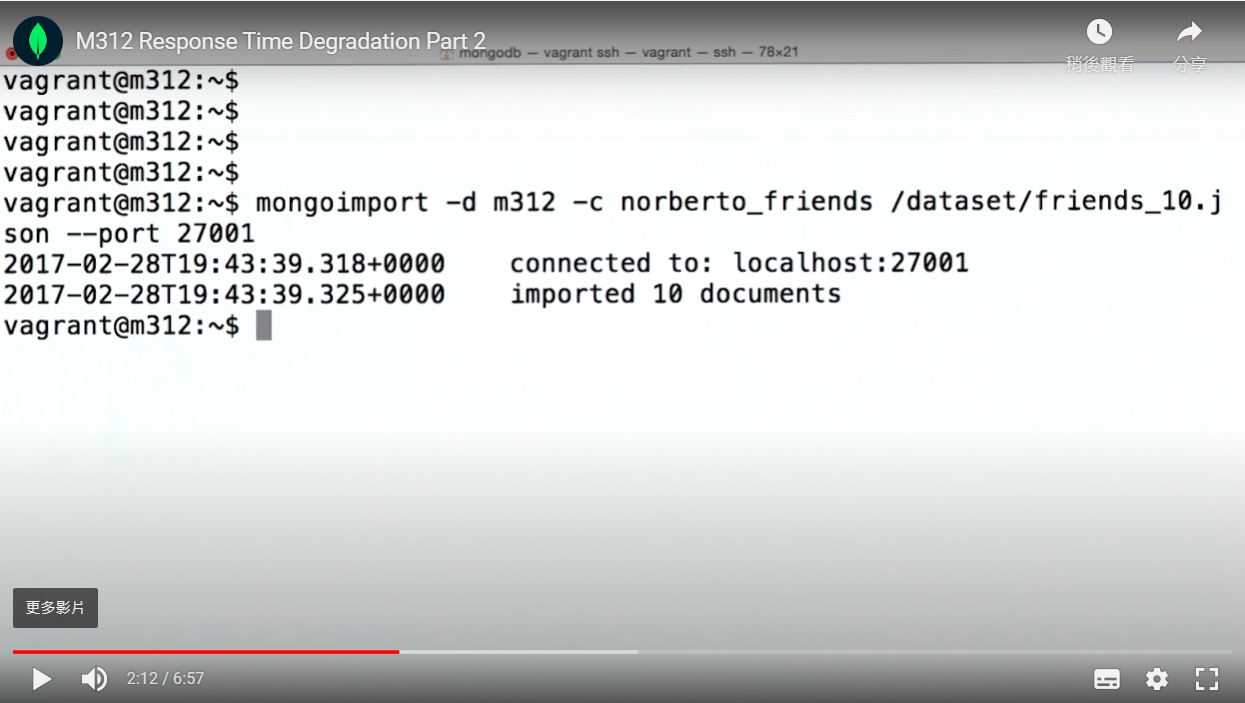 M312 Response Time Degradation Part 2
mongodb — vagrant ssh — vagrant — ssh — 78×21
稍後觀看
分享
vagrant@m312:~$
vagrant@m312:~$
vagrant@m312:~$
vagrant@m312:~$
vagrant@m312:~$ mongoimport -d m312 -c norberto_friends /dataset/friends_10.j
son --port 27001
2017-02-28T19:43:39.318+0000    connected to: localhost:27001
2017-02-28T19:43:39.325+0000    imported 10 documents
vagrant@m312:~$
更多影片
2:12 / 6:57